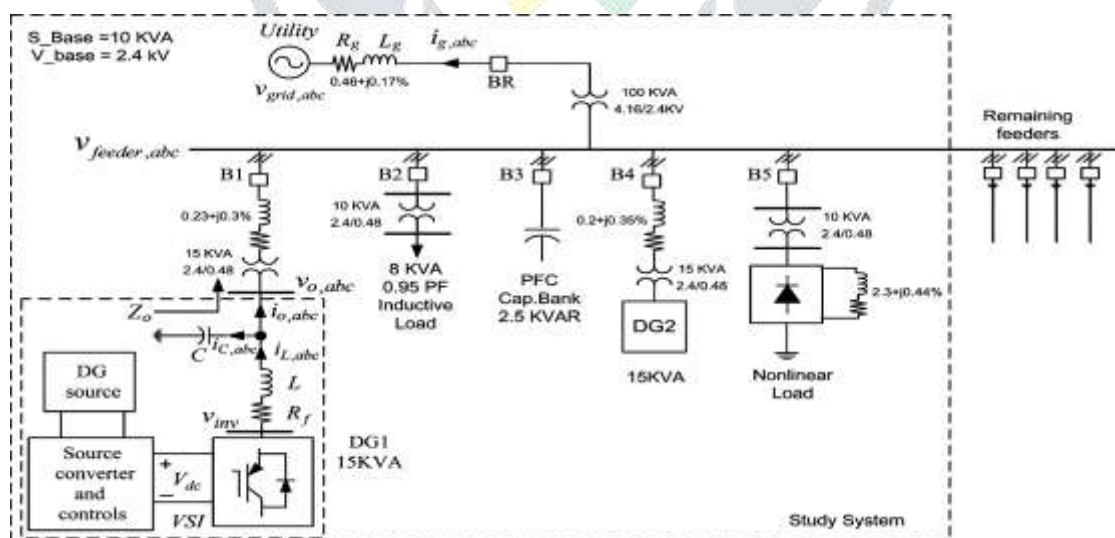 S_Base =10 KVA
V_base = 2.4 kV
Utility
R_g
L_g
i_g,abc
0.46+j0.17%
v_grid,abc
BR
100 KVA
4.16/2.4KV
Remaining
feeders
v_feeder,abc
B1
B2
B3
B4
B5
0.23+j0.3%
10 KVA
2.4/0.48
0.2+j0.35%
10 KVA
2.4/0.48
15 KVA
2.4/0.48
8 KVA
0.95 PF
Inductive
Load
PFC
Cap.Bank
2.5 KVAR
15 KVA
2.4/0.48
2.3+j0.44%
v_o,abc
Z_o
i_o,abc
DG2
15KVA
Nonlinear
Load
C
i_C,abc
i_L,abc
DG
source
L
R_f
v_inv
DG1
15KVA
Source
converter
and
controls
+
V_dc
−
VSI
Study System